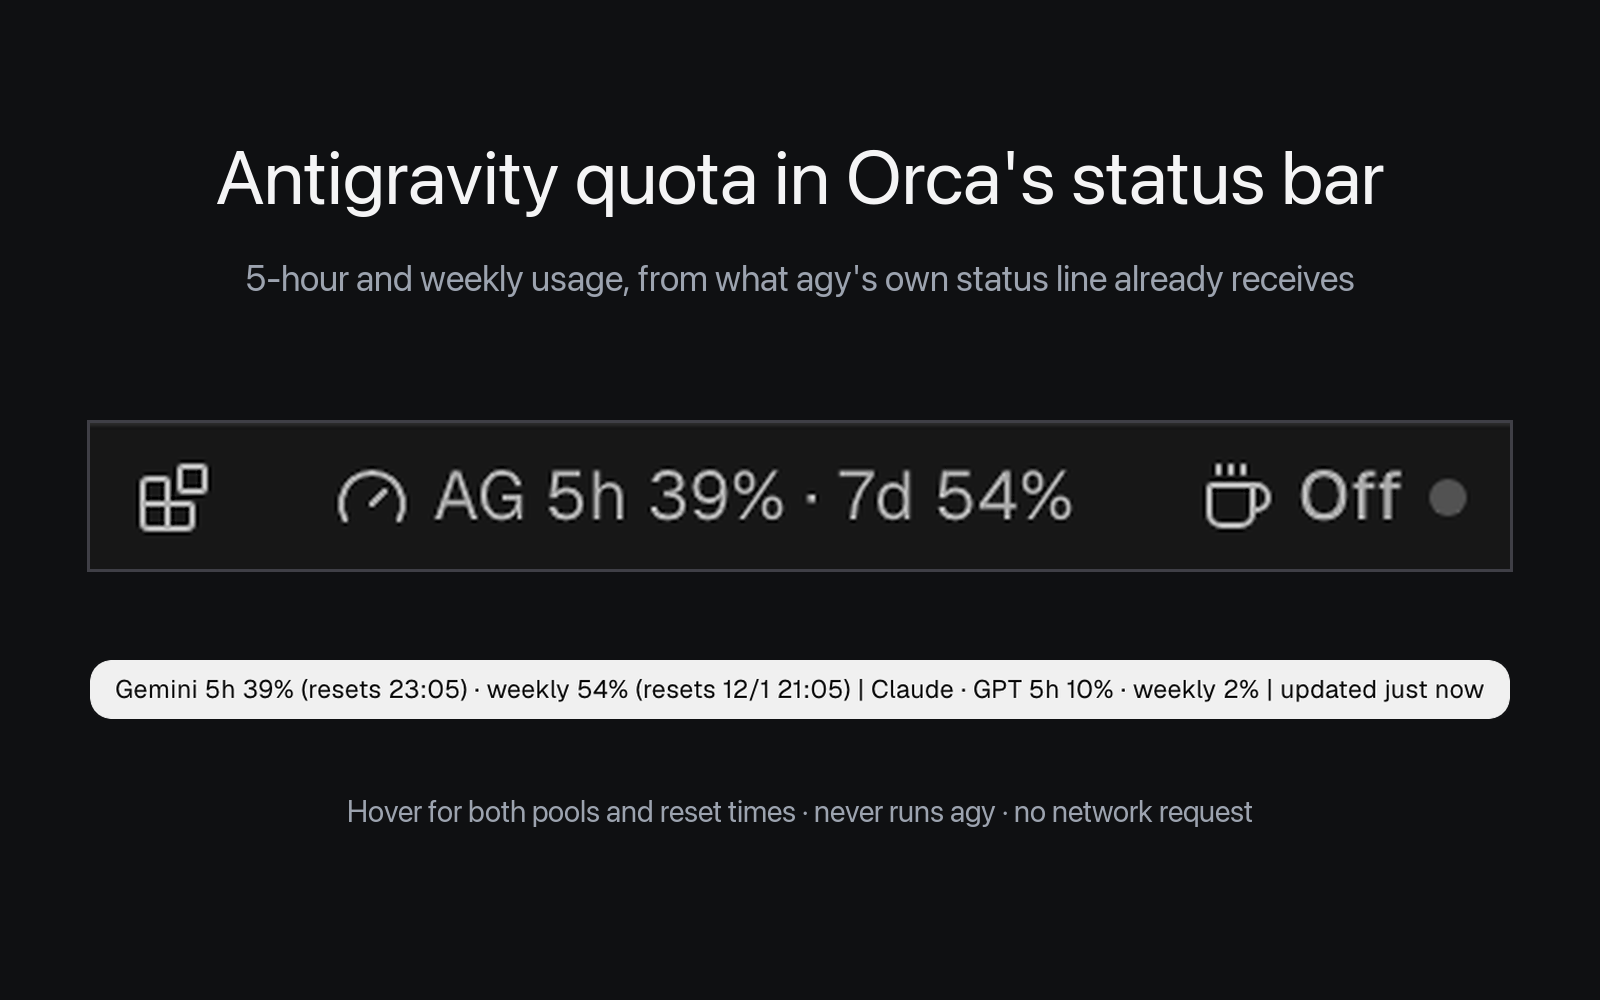 Antigravity quota in Orca's status bar
5-hour and weekly usage, from what agy's own status line already receives
AG 5h 39% · 7d 54% Off
Gemini 5h 39% (resets 23:05) · weekly 54% (resets 12/1 21:05) | Claude · GPT 5h 10% · weekly 2% | updated just now
Hover for both pools and reset times · never runs agy · no network request